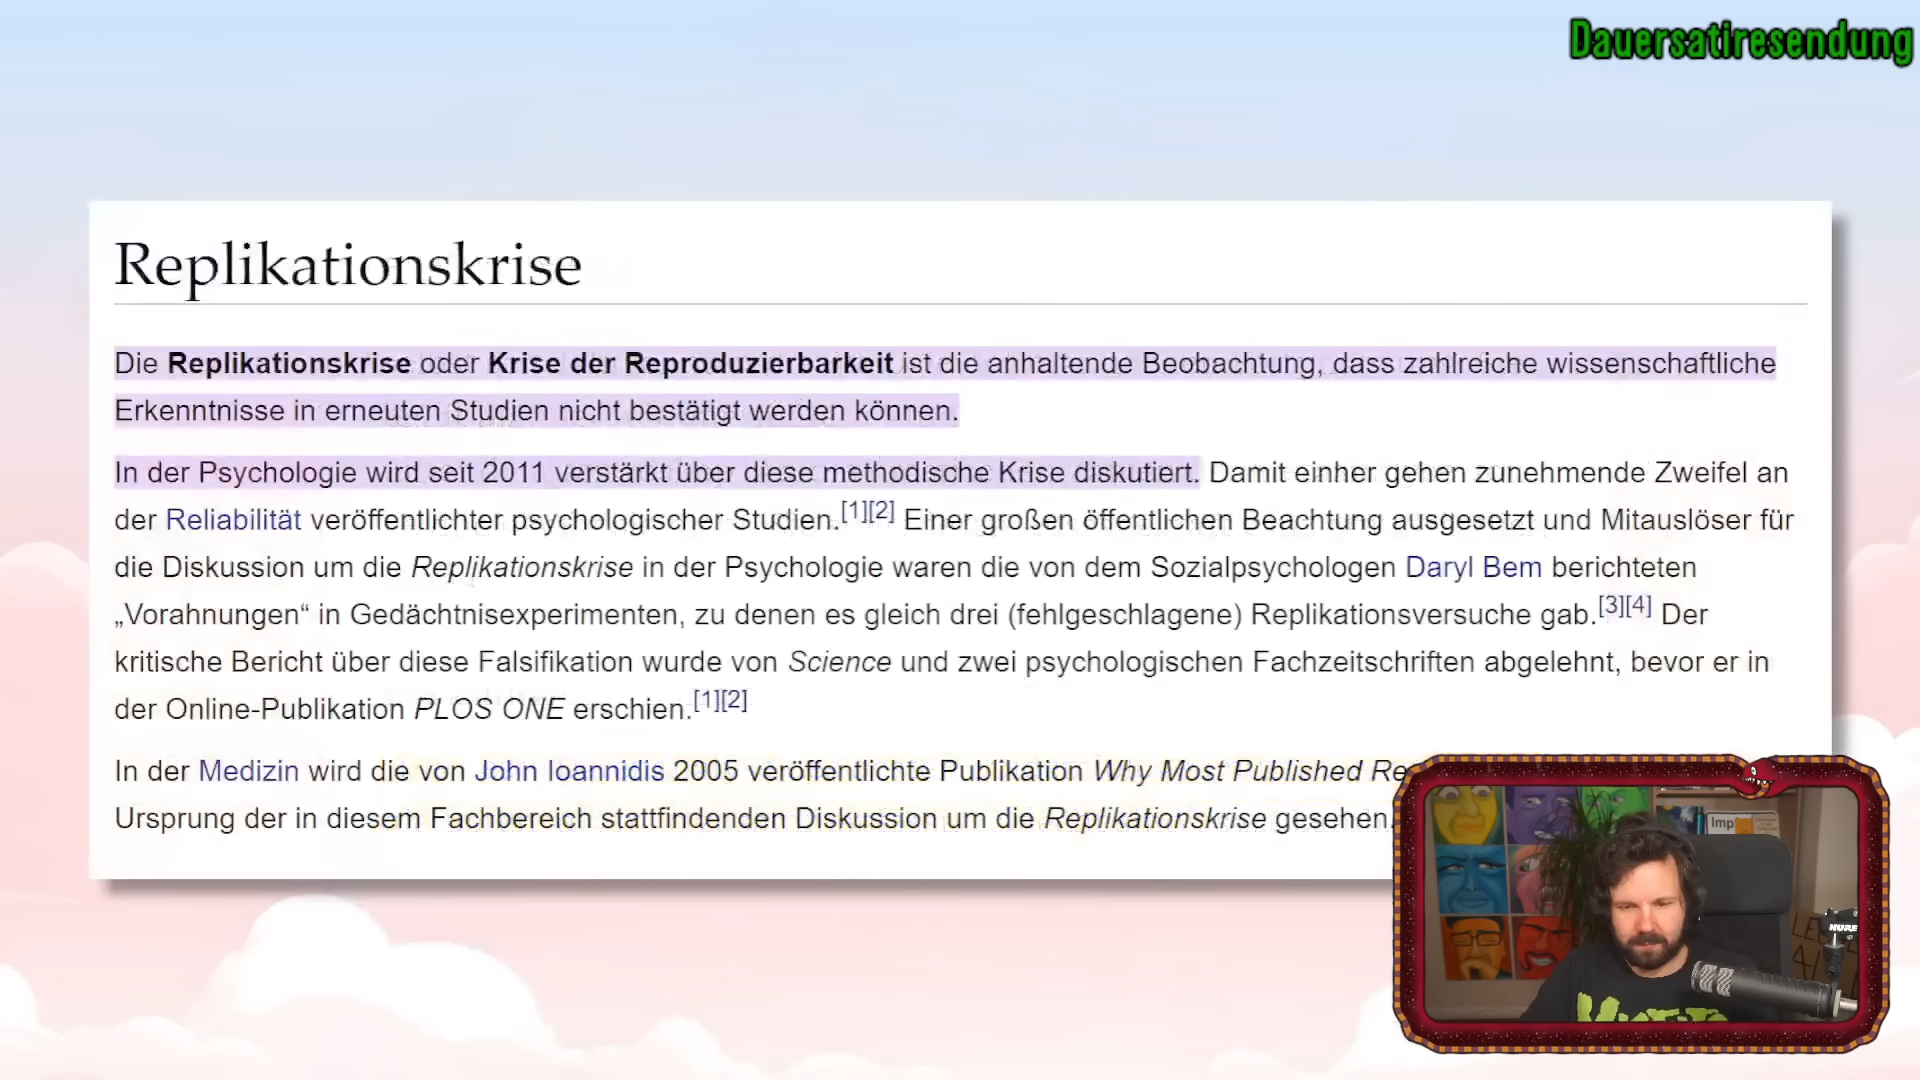 Dauersatiresendung
Replikationskrise
Die Replikationskrise oder Krise der Reproduzierbarkeit ist die anhaltende Beobachtung, dass zahlreiche wissenschaftliche
Erkenntnisse in erneuten Studien nicht bestätigt werden können.
In der Psychologie wird seit 2011 verstärkt über diese methodische Krise diskutiert. Damit einher gehen zunehmende Zweifel an
der Reliabilität veröffentlichter psychologischer Studien.[1][2] Einer großen öffentlichen Beachtung ausgesetzt und Mitauslöser für
die Diskussion um die Replikationskrise in der Psychologie waren die von dem Sozialpsychologen Daryl Bem berichteten
„Vorahnungen“ in Gedächtnisexperimenten, zu denen es gleich drei (fehlgeschlagene) Replikationsversuche gab.[3][4] Der
kritische Bericht über diese Falsifikation wurde von Science und zwei psychologischen Fachzeitschriften abgelehnt, bevor er in
der Online-Publikation PLOS ONE erschien.[1][2]
In der Medizin wird die von John Ioannidis 2005 veröffentlichte Publikation Why Most Published Re
Ursprung der in diesem Fachbereich stattfindenden Diskussion um die Replikationskrise gesehen.
Impf